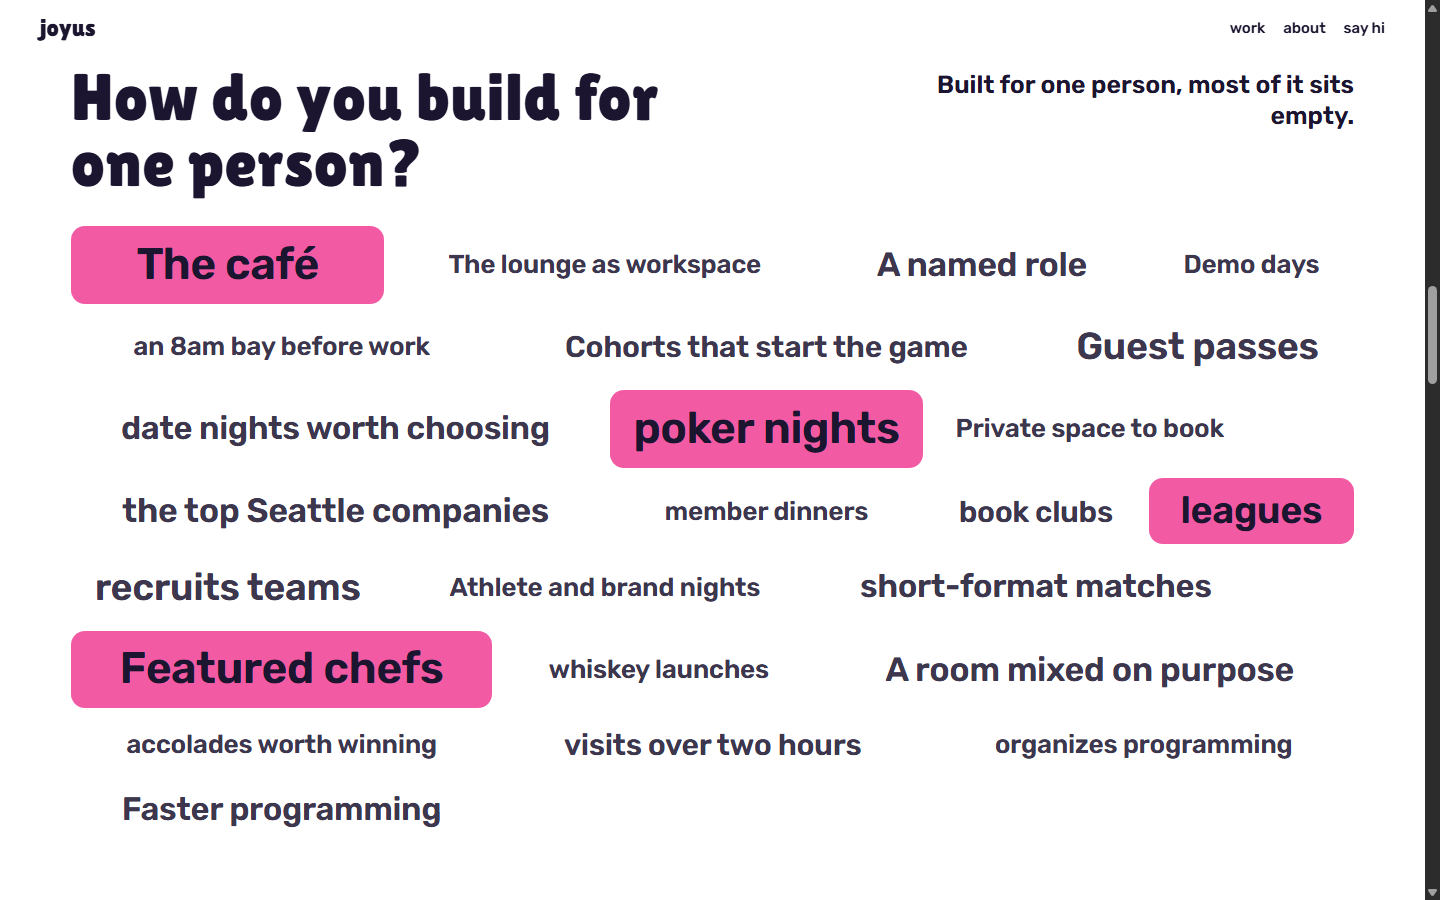 joyus
work about say hi
How do you build for
one person?
Built for one person, most of it sits
empty.
The café The lounge as workspace A named role Demo days
an 8am bay before work Cohorts that start the game Guest passes
date nights worth choosing poker nights Private space to book
the top Seattle companies member dinners book clubs leagues
recruits teams Athlete and brand nights short-format matches
Featured chefs whiskey launches A room mixed on purpose
accolades worth winning visits over two hours organizes programming
Faster programming